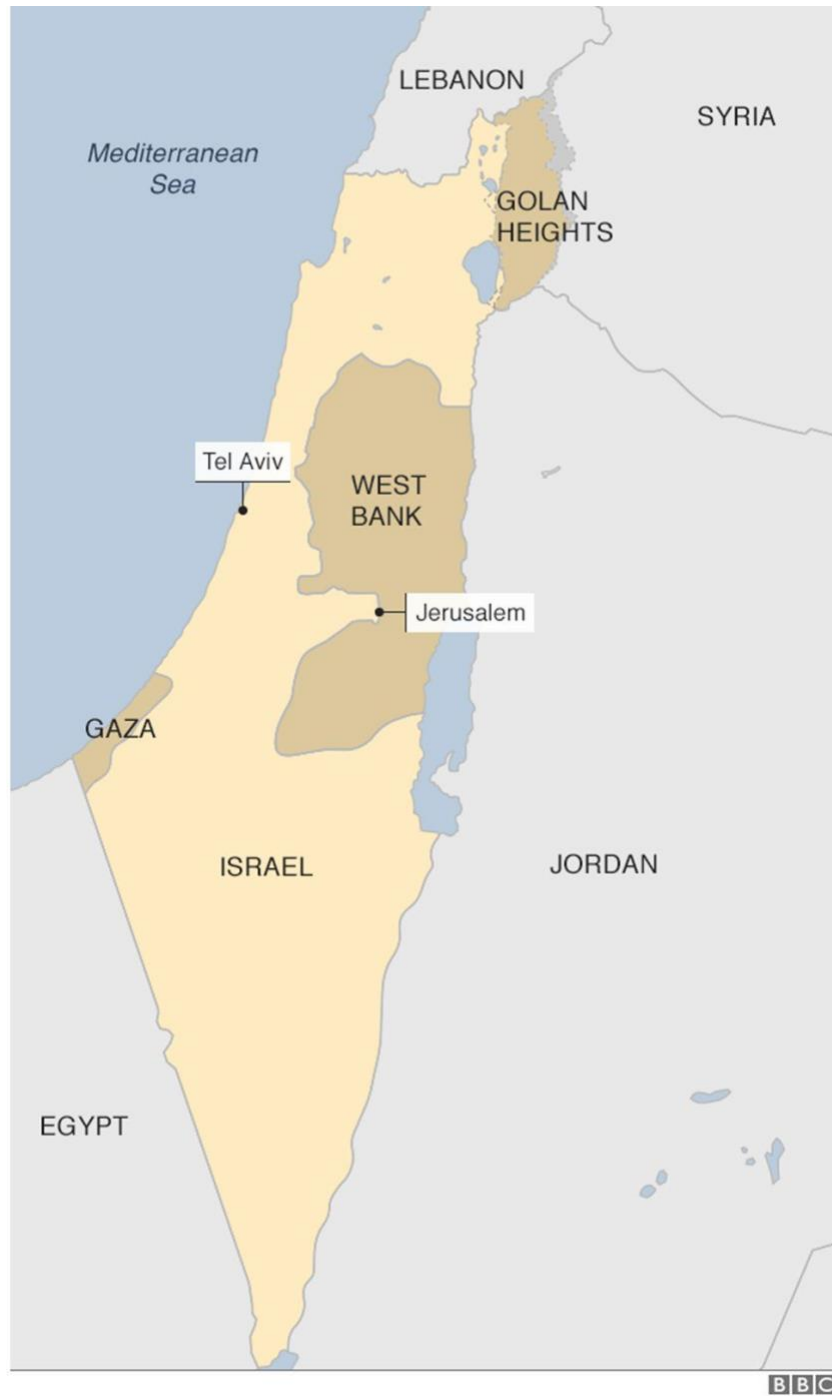 LEBANON
SYRIA
Mediterranean
Sea
GOLAN
HEIGHTS
Tel Aviv
WEST
BANK
Jerusalem
GAZA
ISRAEL
JORDAN
EGYPT
BBC